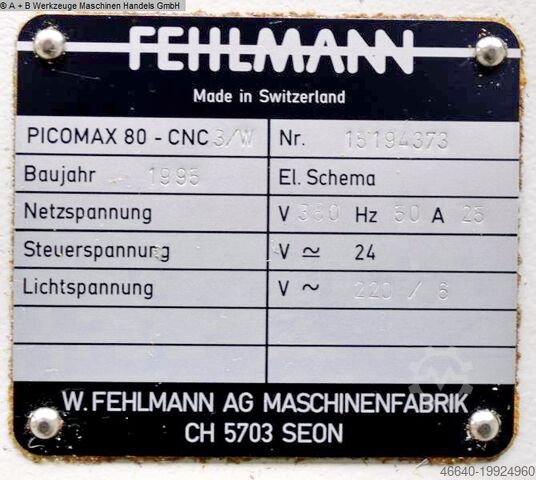 © A + B Werkzeuge Maschinen Handels GmbH
FEHLMANN
Made in Switzerland
PICOMAX 80 - CNC 3/W Nr. 15194373
Baujahr 1995 El. Schema
Netzspannung V 380 Hz 50 A 25
Steuerspannung V ≃ 24
Lichtspannung V ~ 220 / 6
W. FEHLMANN AG MASCHINENFABRIK
CH 5703 SEON
46640-19924960